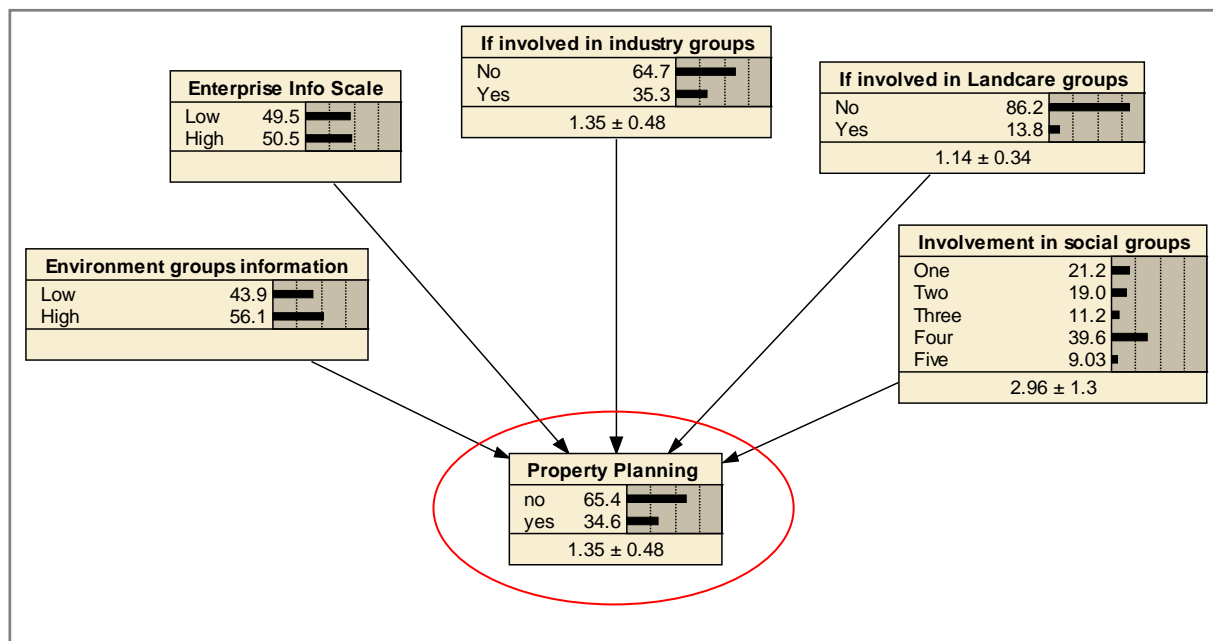 If involved in industry groups
No 64.7
Yes 35.3
1.35 ± 0.48
Enterprise Info Scale
Low 49.5
High 50.5
If involved in Landcare groups
No 86.2
Yes 13.8
1.14 ± 0.34
Environment groups information
Low 43.9
High 56.1
Involvement in social groups
One 21.2
Two 19.0
Three 11.2
Four 39.6
Five 9.03
2.96 ± 1.3
Property Planning
no 65.4
yes 34.6
1.35 ± 0.48